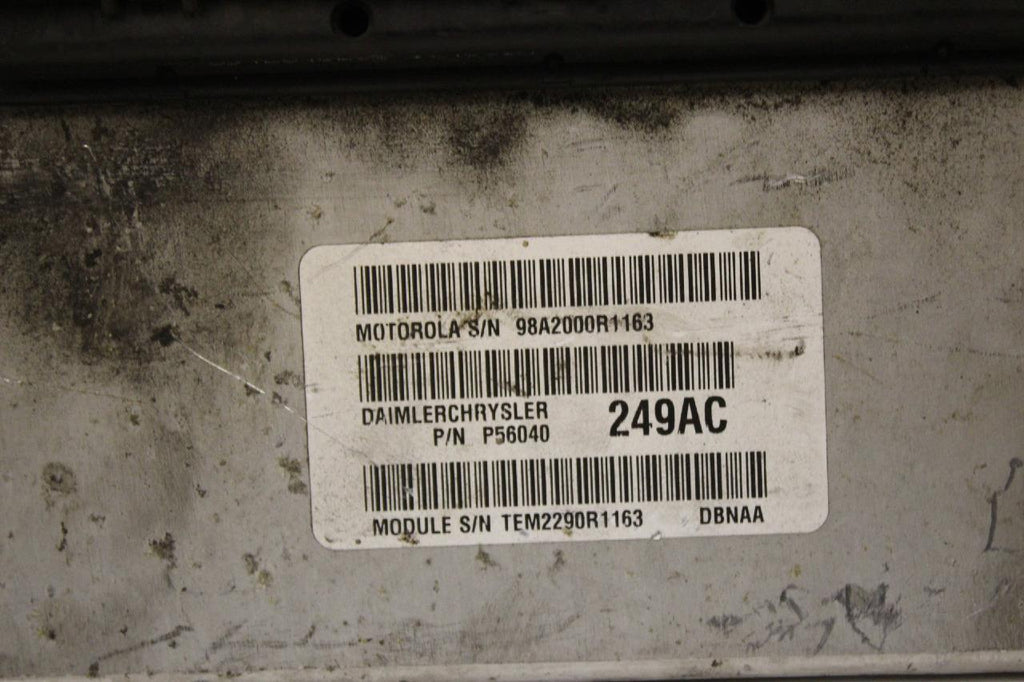 MOTOROLA S/N 98A2000R1163
DAIMLERCHRYSLER
P/N P56040 249AC
MODULE S/N TEM2290R1163 DBNAA